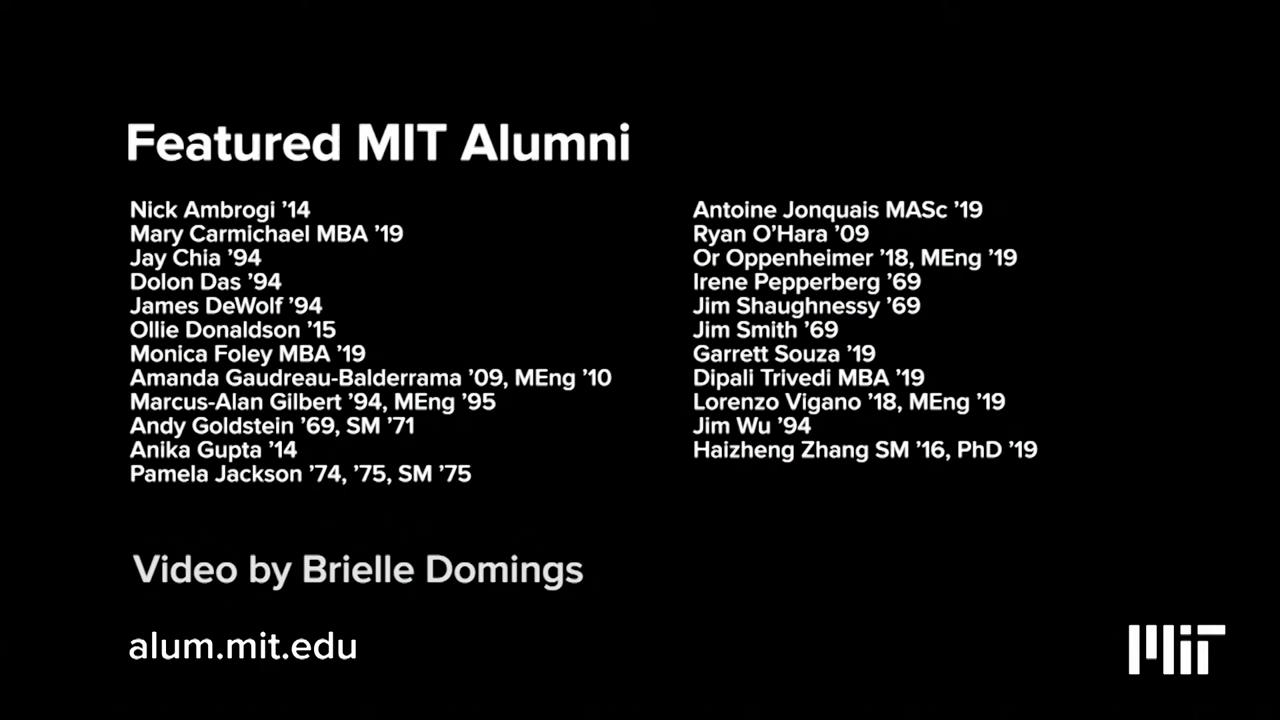 Featured MIT Alumni
Nick Ambrogi ’14
Mary Carmichael MBA ’19
Jay Chia ’94
Dolon Das ’94
James DeWolf ’94
Ollie Donaldson ’15
Monica Foley MBA ’19
Amanda Gaudreau-Balderrama ’09, MEng ’10
Marcus-Alan Gilbert ’94, MEng ’95
Andy Goldstein ’69, SM ’71
Anika Gupta ’14
Pamela Jackson ’74, ’75, SM ’75
Antoine Jonquais MASc ’19
Ryan O’Hara ’09
Or Oppenheimer ’18, MEng ’19
Irene Pepperberg ’69
Jim Shaughnessy ’69
Jim Smith ’69
Garrett Souza ’19
Dipali Trivedi MBA ’19
Lorenzo Vigano ’18, MEng ’19
Jim Wu ’94
Haizheng Zhang SM ’16, PhD ’19
Video by Brielle Domings
alum.mit.edu
MIT